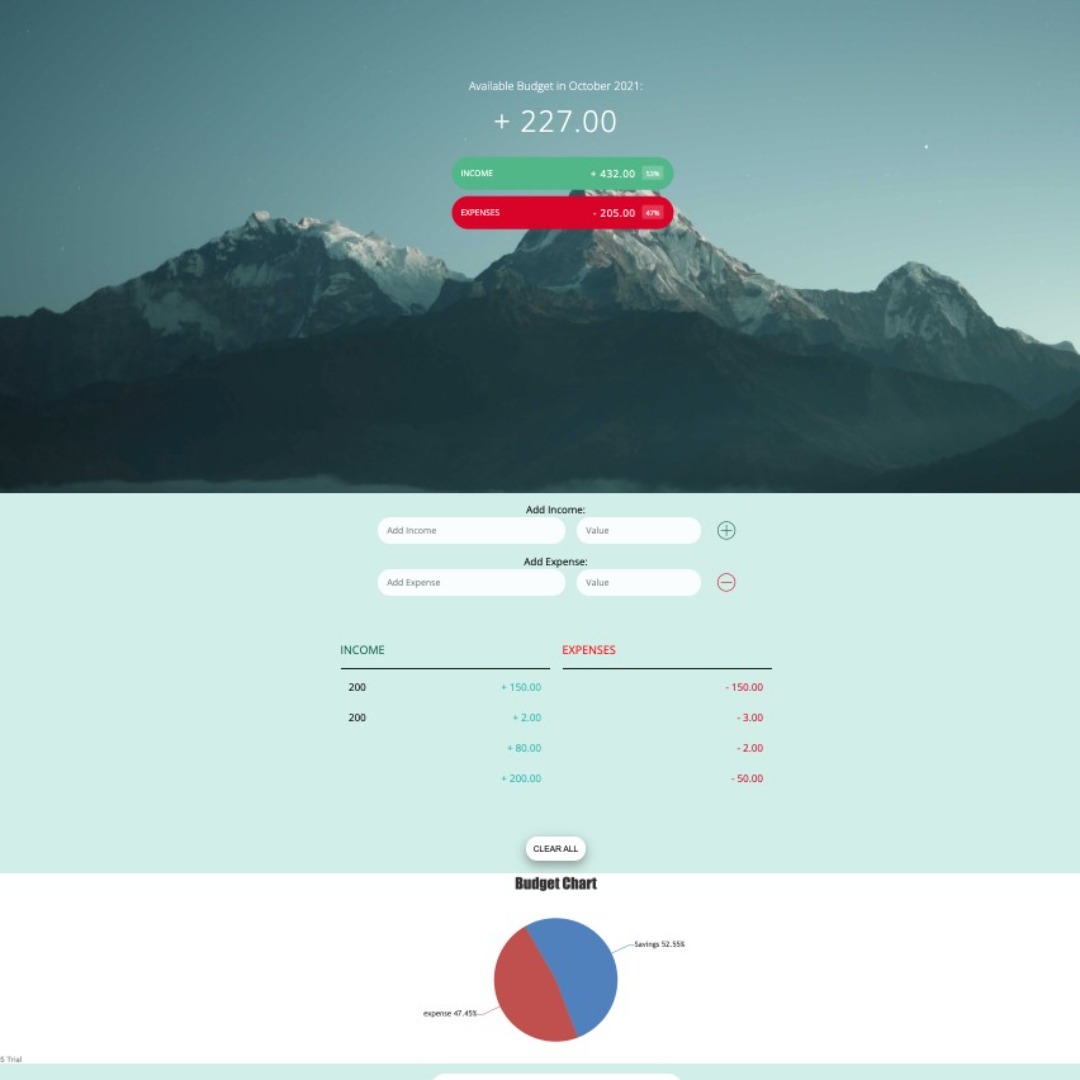 Available Budget in October 2021:
+ 227.00
INCOME + 432.00 53%
EXPENSES - 205.00 47%
Add Income:
Add Income Value
Add Expense:
Add Expense Value
INCOME EXPENSES
200 + 150.00 - 150.00
200 + 2.00 - 3.00
+ 80.00 - 2.00
+ 200.00 - 50.00
CLEAR ALL
Budget Chart
Savings 52.55%
expense 47.45%
S Trial